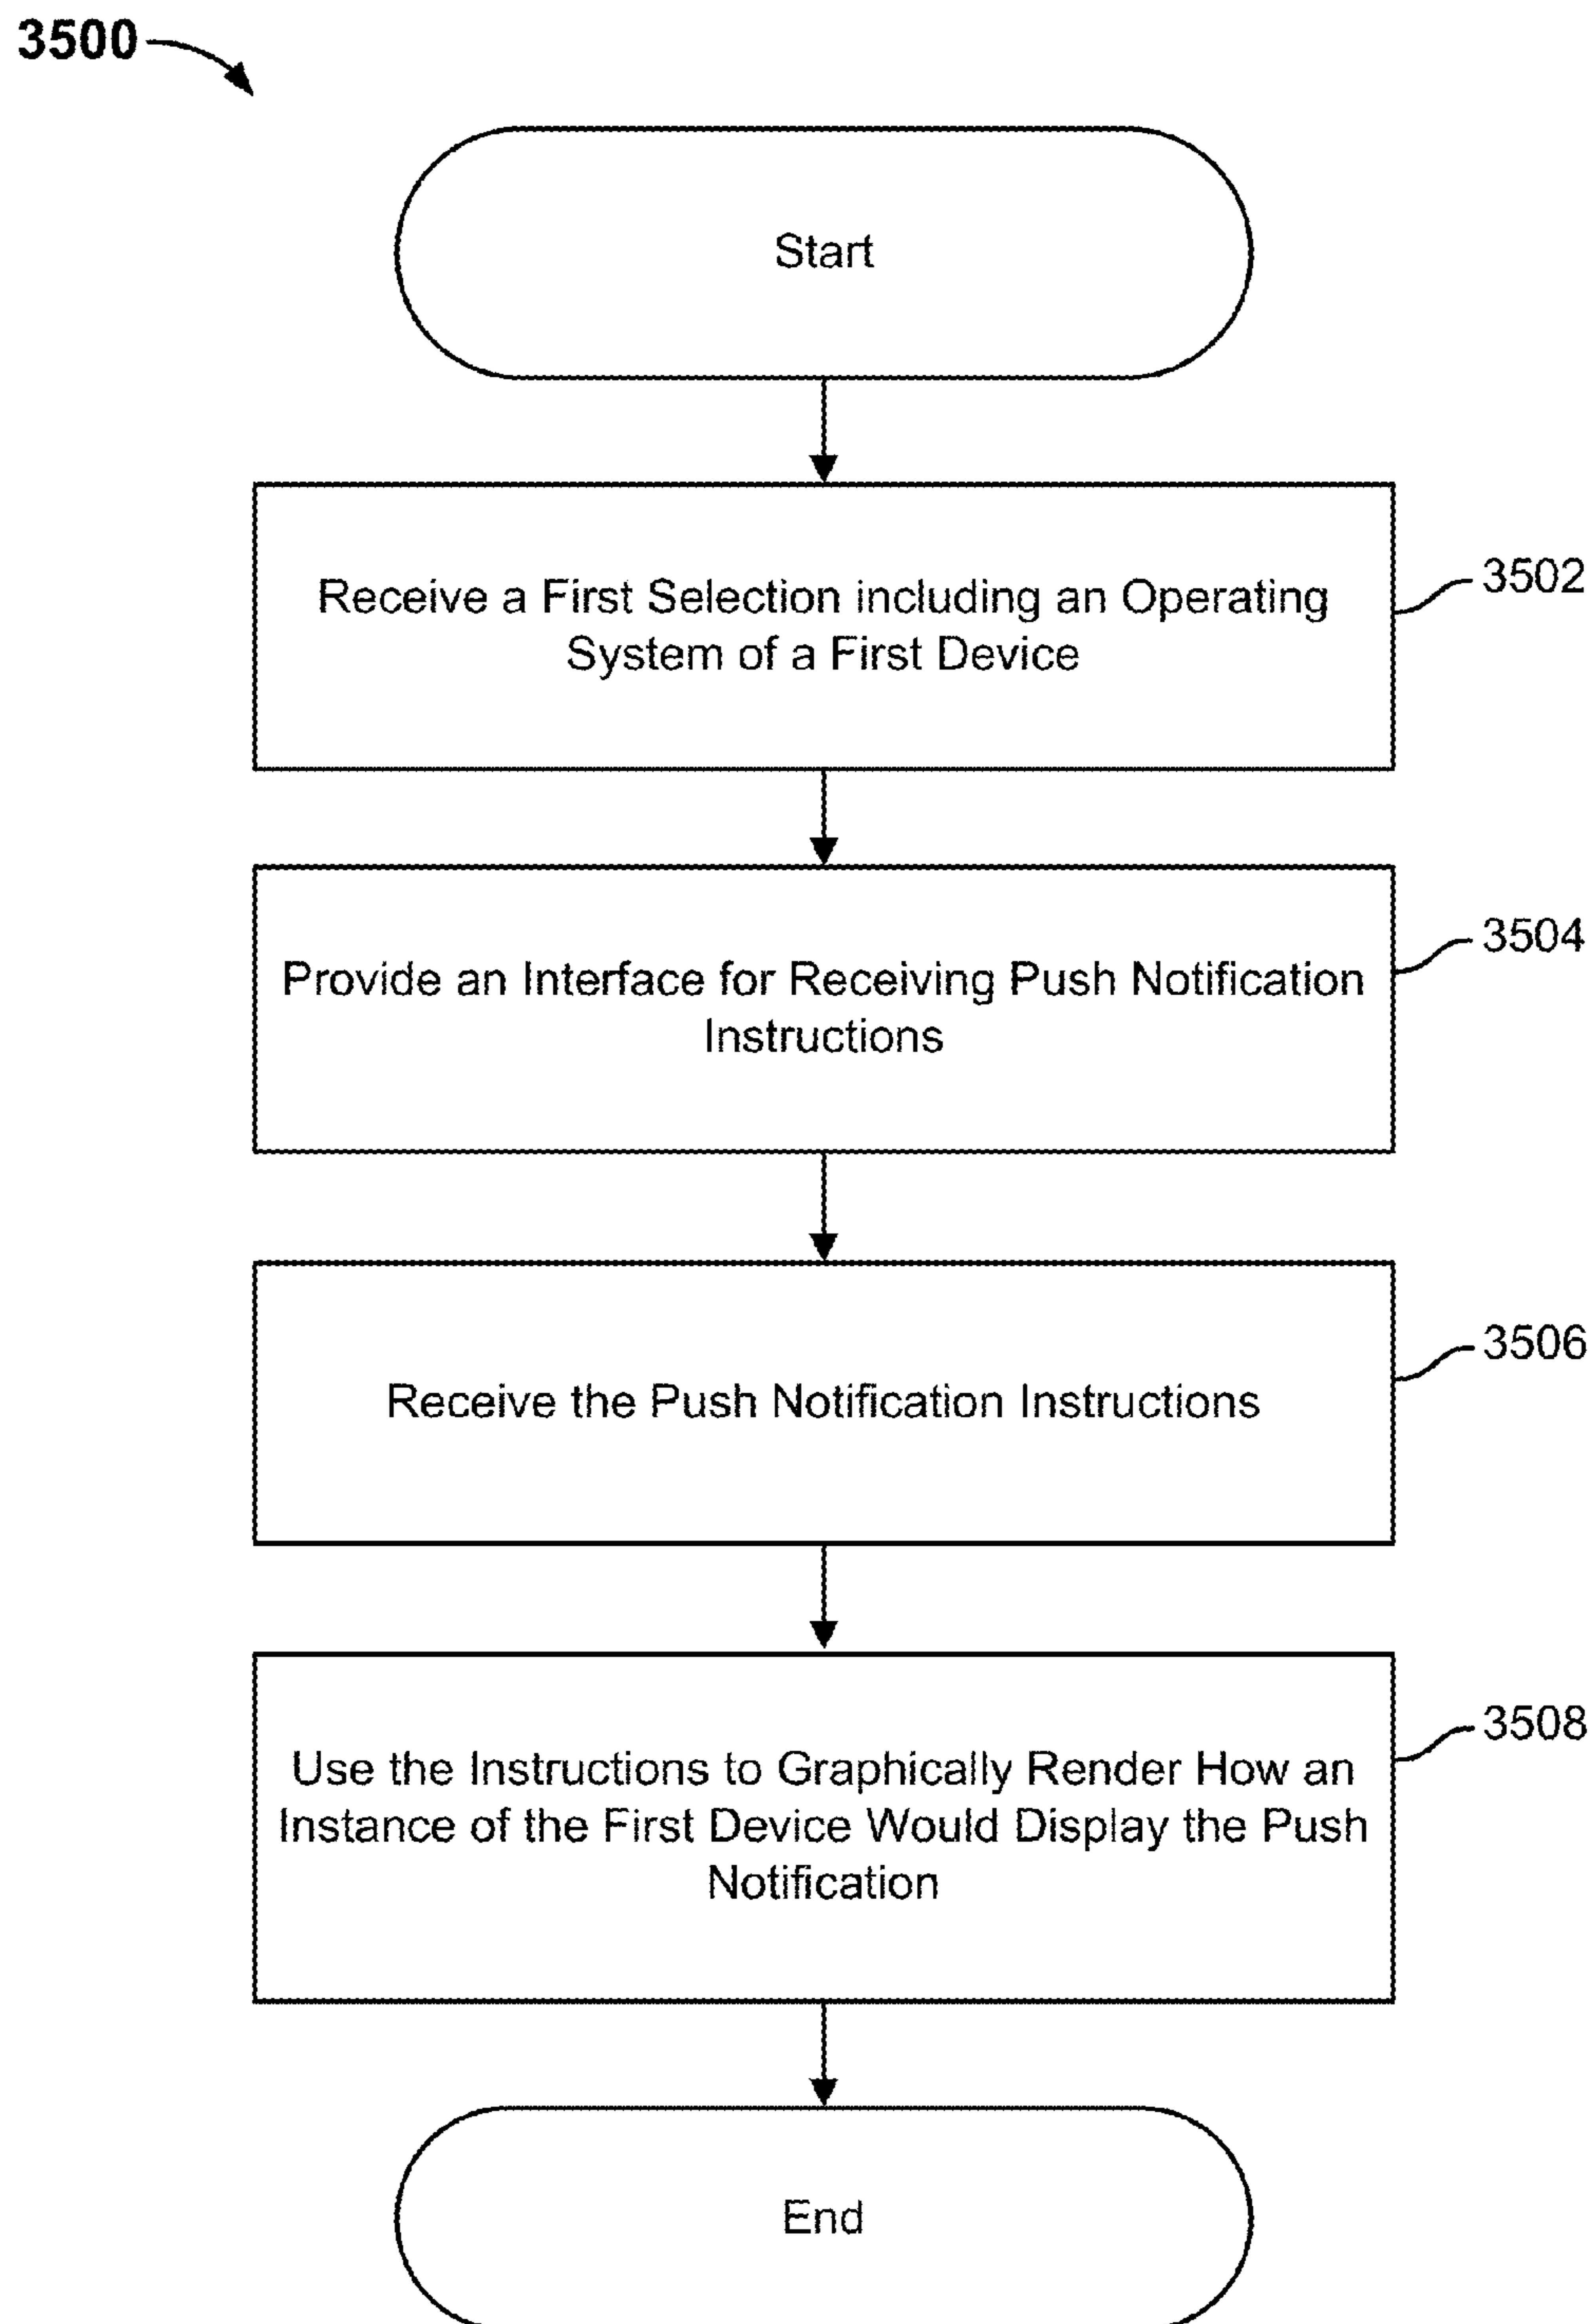 3500
Start
Receive a First Selection including an Operating
System of a First Device
3502
Provide an Interface for Receiving Push Notification
Instructions
3504
Receive the Push Notification Instructions
3506
Use the Instructions to Graphically Render How an
Instance of the First Device Would Display the Push
Notification
3508
End